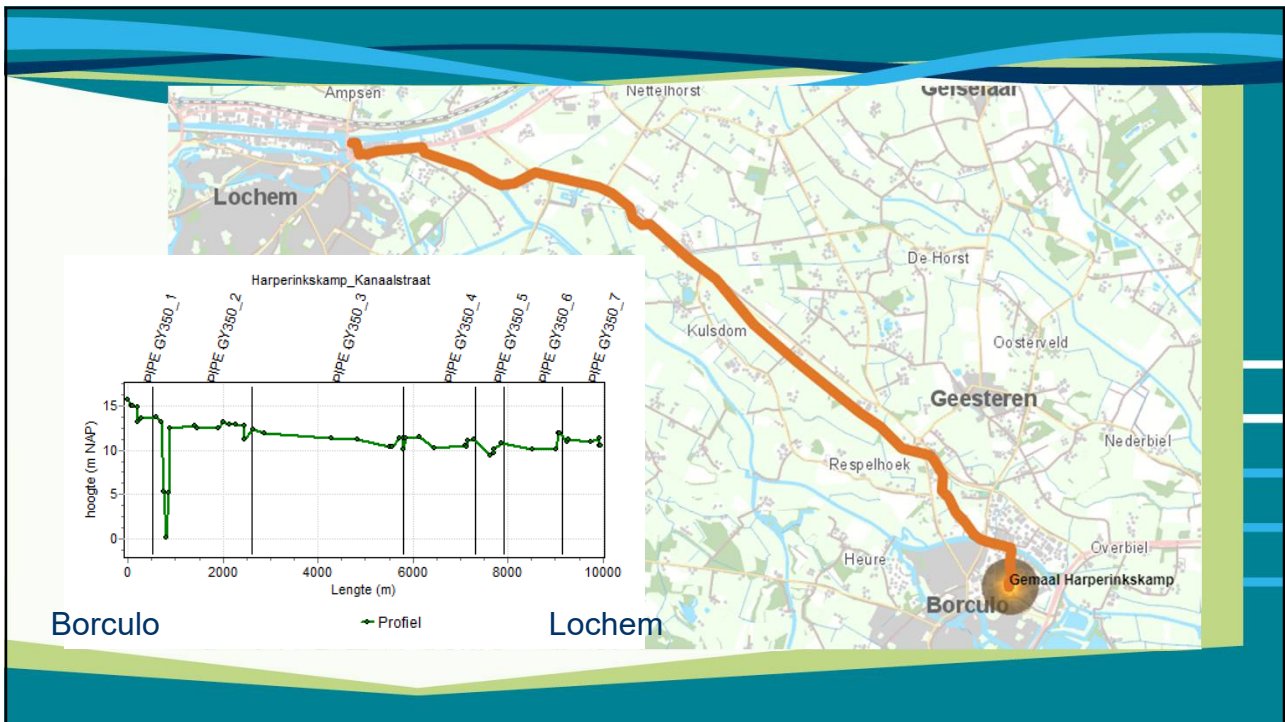 Ampsen
Nettelhorst
Geiselaar
Lochem
De Horst
Kulsdom
Oosterveld
Geesteren
Nederbiel
Respelhoek
Heure
Overbiel
Gemaal Harperinkskamp
Borculo
Harperinkskamp_Kanaalstraat
PIPE GY350_1
PIPE GY350_2
PIPE GY350_3
PIPE GY350_4
PIPE GY350_5
PIPE GY350_6
PIPE GY350_7
hoogte (m NAP)
15
10
5
0
0 2000 4000 6000 8000 10000
Lengte (m)
Profiel
Borculo
Lochem